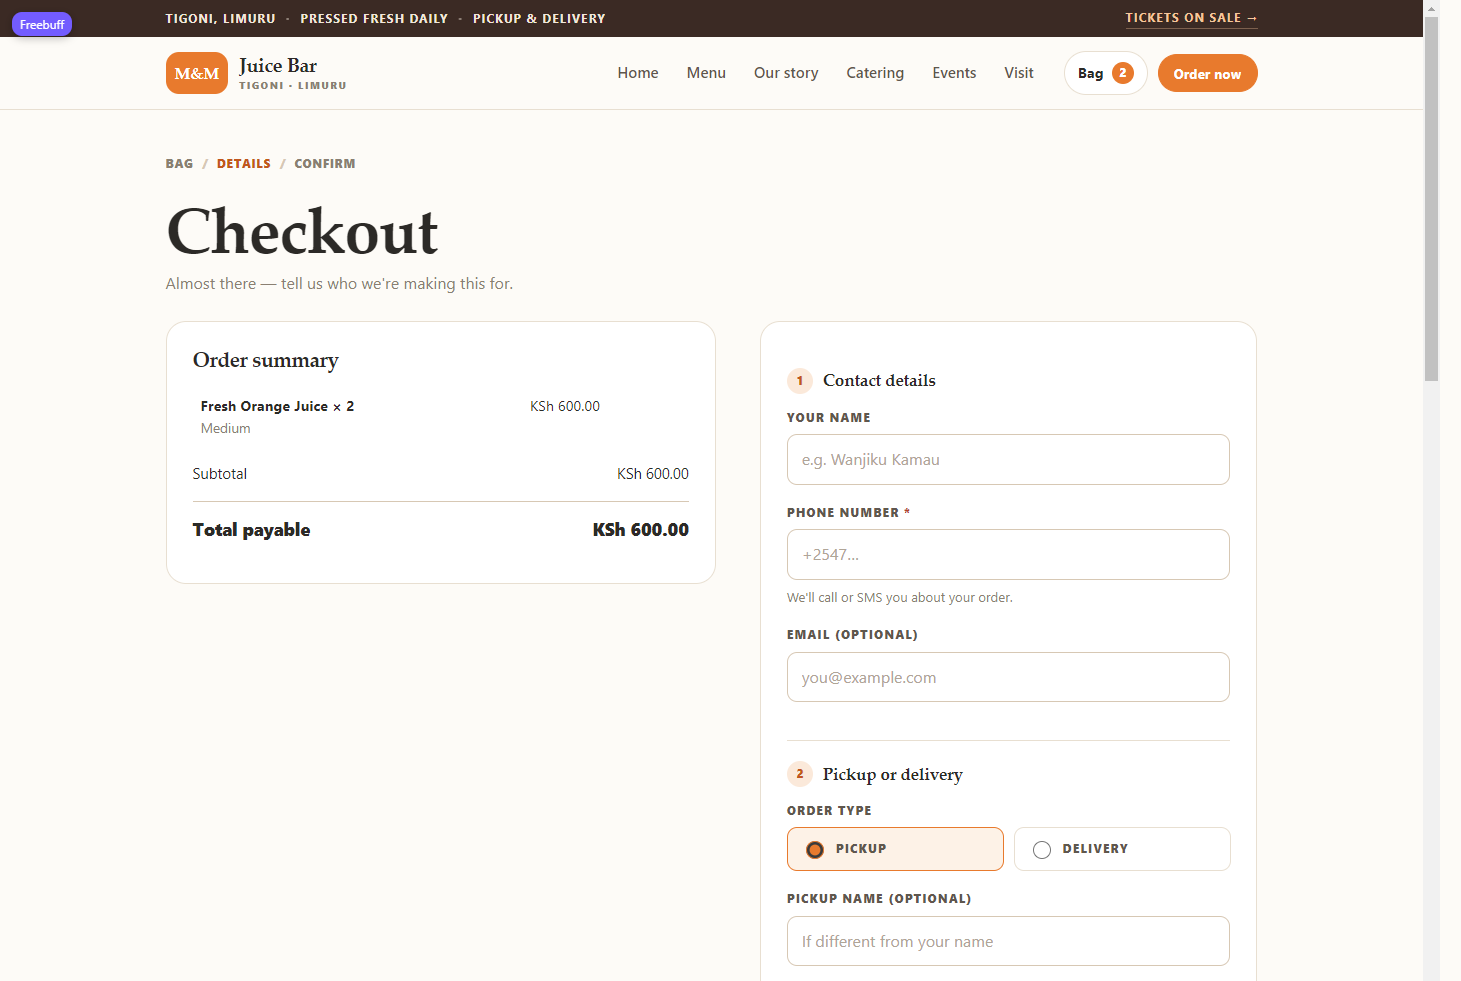 Freebuff
TIGONI, LIMURU · PRESSED FRESH DAILY · PICKUP & DELIVERY
TICKETS ON SALE →
M&M
Juice Bar
TIGONI · LIMURU
Home Menu Our story Catering Events Visit
Bag 2
Order now
BAG / DETAILS / CONFIRM
Checkout
Almost there — tell us who we're making this for.
Order summary
Fresh Orange Juice × 2 KSh 600.00
Medium
Subtotal KSh 600.00
Total payable KSh 600.00
1 Contact details
YOUR NAME
e.g. Wanjiku Kamau
PHONE NUMBER *
+2547...
We'll call or SMS you about your order.
EMAIL (OPTIONAL)
you@example.com
2 Pickup or delivery
ORDER TYPE
PICKUP DELIVERY
PICKUP NAME (OPTIONAL)
If different from your name